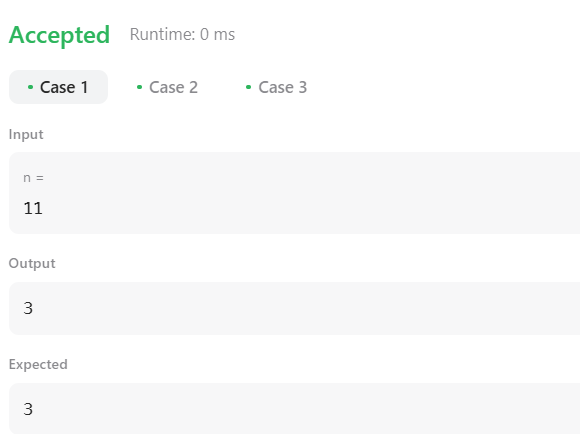 Accepted Runtime: 0 ms
• Case 1 • Case 2 • Case 3
Input
n =
11
Output
3
Expected
3